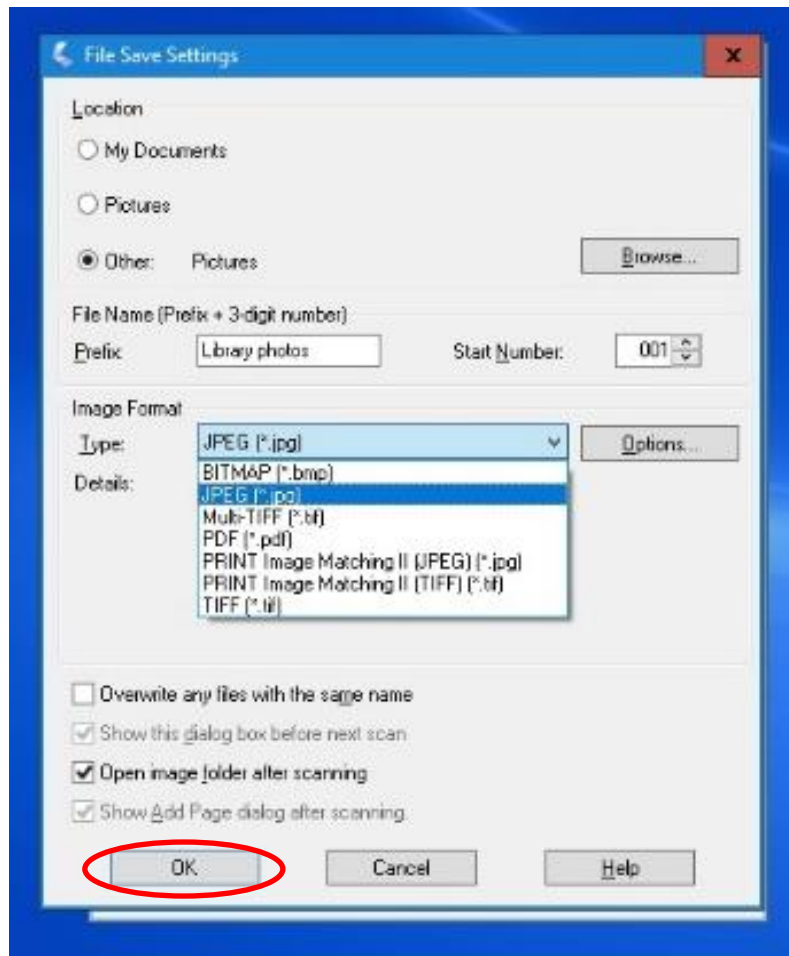 File Save Settings
Location
My Documents
Pictures
Other: Pictures Browse...
File Name (Prefix + 3-digit number)
Prefix Library photos Start Number: 001
Image Format
Type: JPEG (*.jpg) Options...
Details:
BITMAP (*.bmp)
JPEG (*.jpg)
Multi-TIFF (*.tif)
PDF (*.pdf)
PRINT Image Matching II (JPEG) (*.jpg)
PRINT Image Matching II (TIFF) (*.tif)
TIFF (*.tif)
Overwrite any files with the same name
Show this dialog box before next scan
Open image folder after scanning
Show Add Page dialog after scanning.
OK Cancel Help